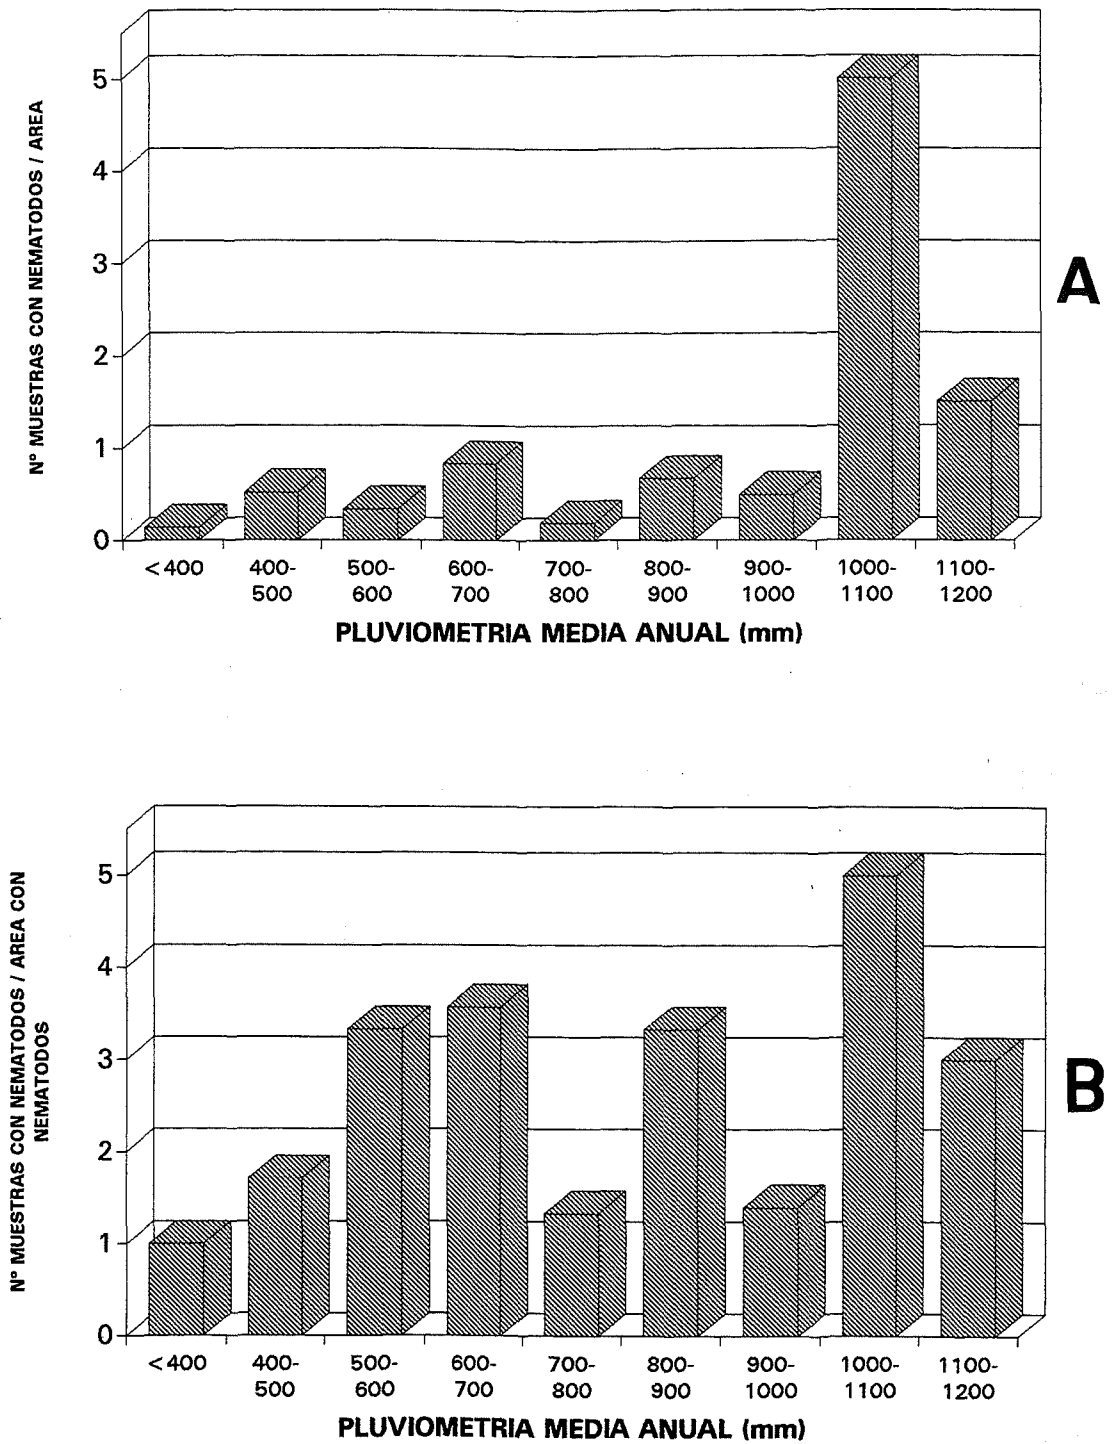 5
4
3
2
1
0
Nº MUESTRAS CON NEMATODOS / AREA
<400 400- 500- 600- 700- 800- 900- 1000- 1100-
500 600 700 800 900 1000 1100 1200
PLUVIOMETRIA MEDIA ANUAL (mm)
A
5
4
3
2
1
0
Nº MUESTRAS CON NEMATODOS / AREA CON
NEMATODOS
<400 400- 500- 600- 700- 800- 900- 1000- 1100-
500 600 700 800 900 1000 1100 1200
PLUVIOMETRIA MEDIA ANUAL (mm)
B